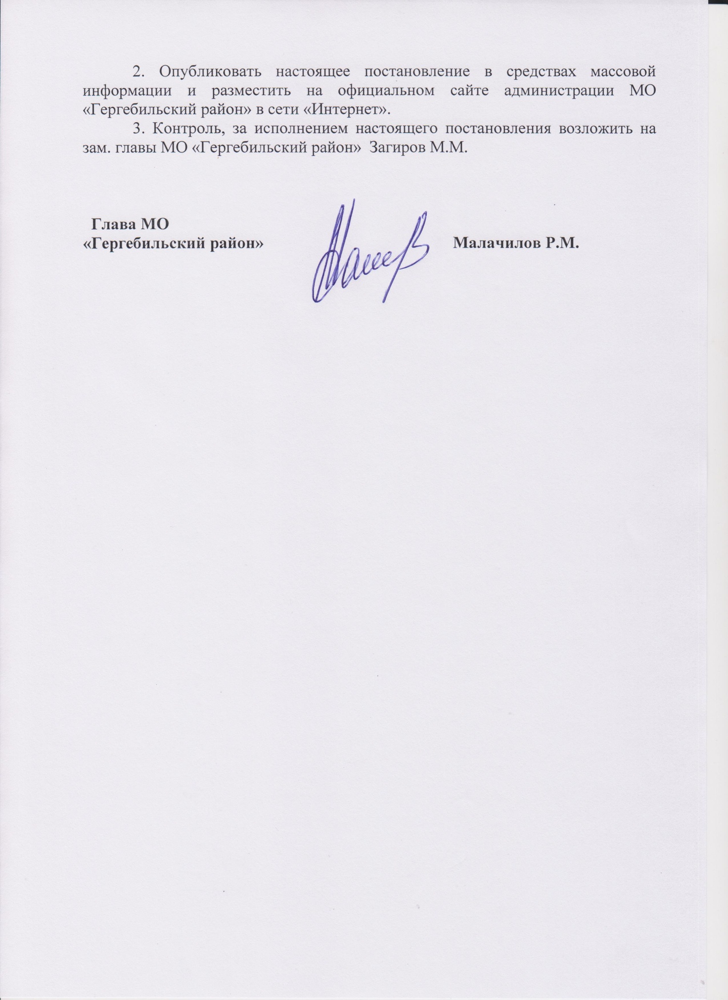 2. Опубликовать настоящее постановление в средствах массовой
информации и разместить на официальном сайте администрации МО
«Гергебильский район» в сети «Интернет».
3. Контроль, за исполнением настоящего постановления возложить на
зам. главы МО «Гергебильский район» Загиров М.М.
Глава МО
«Гергебильский район» Малачилов Р.М.